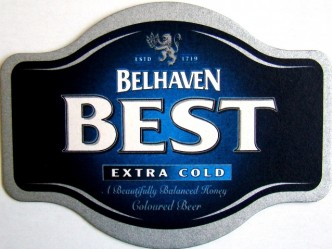 ESTD 1719
BELHAVEN
BEST
EXTRA COLD
A Beautifully Balanced Honey
Coloured Beer